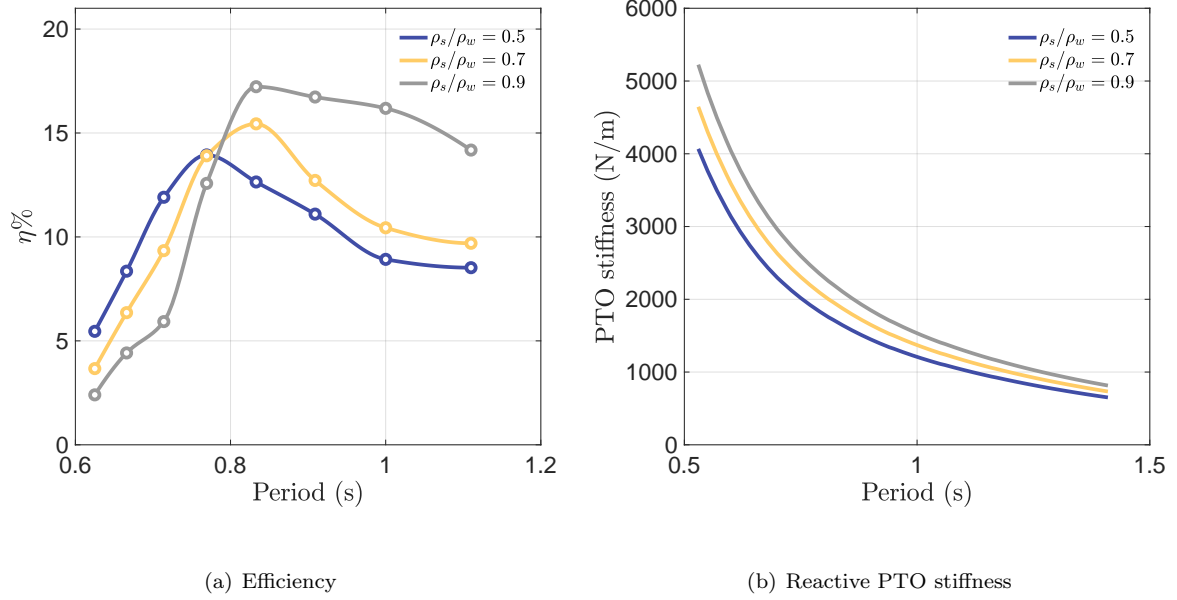 20
15
10
5
0
0.6
0.8
1
1.2
η%
Period (s)
ρs/ρw = 0.5
ρs/ρw = 0.7
ρs/ρw = 0.9
(a) Efficiency
6000
5000
4000
3000
2000
1000
0
0.5
1
1.5
PTO stiffness (N/m)
Period (s)
ρs/ρw = 0.5
ρs/ρw = 0.7
ρs/ρw = 0.9
(b) Reactive PTO stiffness